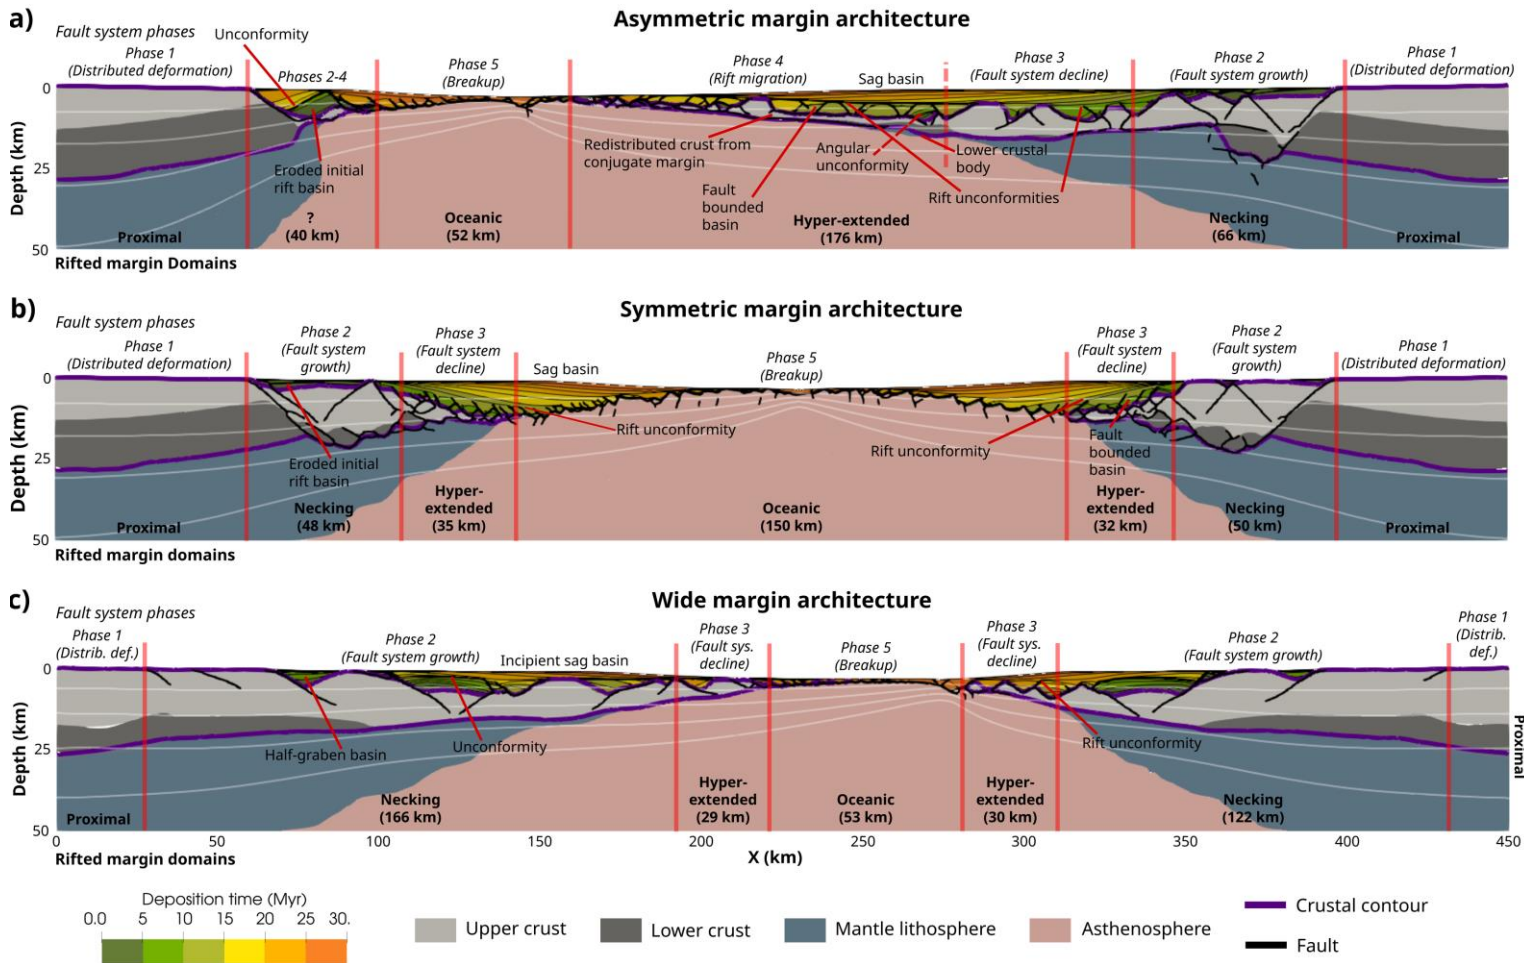 a)
Asymmetric margin architecture
Fault system phases
Unconformity
Phase 1
(Distributed deformation)
Phases 2-4
Phase 5
(Breakup)
Phase 4
(Rift migration)
Sag basin
Phase 3
(Fault system decline)
Phase 2
(Fault system growth)
Phase 1
(Distributed deformation)
0
25
50
Depth (km)
Eroded initial
rift basin
Redistributed crust from
conjugate margin
Fault
bounded
basin
Angular
unconformity
Lower crustal
body
Rift unconformities
Proximal
?
(40 km)
Oceanic
(52 km)
Hyper-extended
(176 km)
Necking
(66 km)
Proximal
Rifted margin Domains
b)
Symmetric margin architecture
Fault system phases
Phase 1
(Distributed deformation)
Phase 2
(Fault system
growth)
Phase 3
(Fault system
decline)
Sag basin
Phase 5
(Breakup)
Phase 3
(Fault system
decline)
Phase 2
(Fault system
growth)
Phase 1
(Distributed deformation)
0
25
50
Depth (km)
Eroded initial
rift basin
Rift unconformity
Rift unconformity
Fault
bounded
basin
Proximal
Necking
(48 km)
Hyper-
extended
(35 km)
Oceanic
(150 km)
Hyper-
extended
(32 km)
Necking
(50 km)
Proximal
Rifted margin domains
c)
Wide margin architecture
Fault system phases
Phase 1
(Distrib. def.)
Phase 2
(Fault system growth)
Incipient sag basin
Phase 3
(Fault sys.
decline)
Phase 5
(Breakup)
Phase 3
(Fault sys.
decline)
Phase 2
(Fault system growth)
Phase 1
(Distrib.
def.)
0
25
50
Depth (km)
Half-graben basin
Unconformity
Rift unconformity
Proximal
Necking
(166 km)
Hyper-
extended
(29 km)
Oceanic
(53 km)
Hyper-
extended
(30 km)
Necking
(122 km)
Proximal
0 50 100 150 200 250 300 350 400 450
Rifted margin domains
X (km)
Deposition time (Myr)
0.0 5 10 15 20 25 30.
Upper crust
Lower crust
Mantle lithosphere
Asthenosphere
Crustal contour
Fault